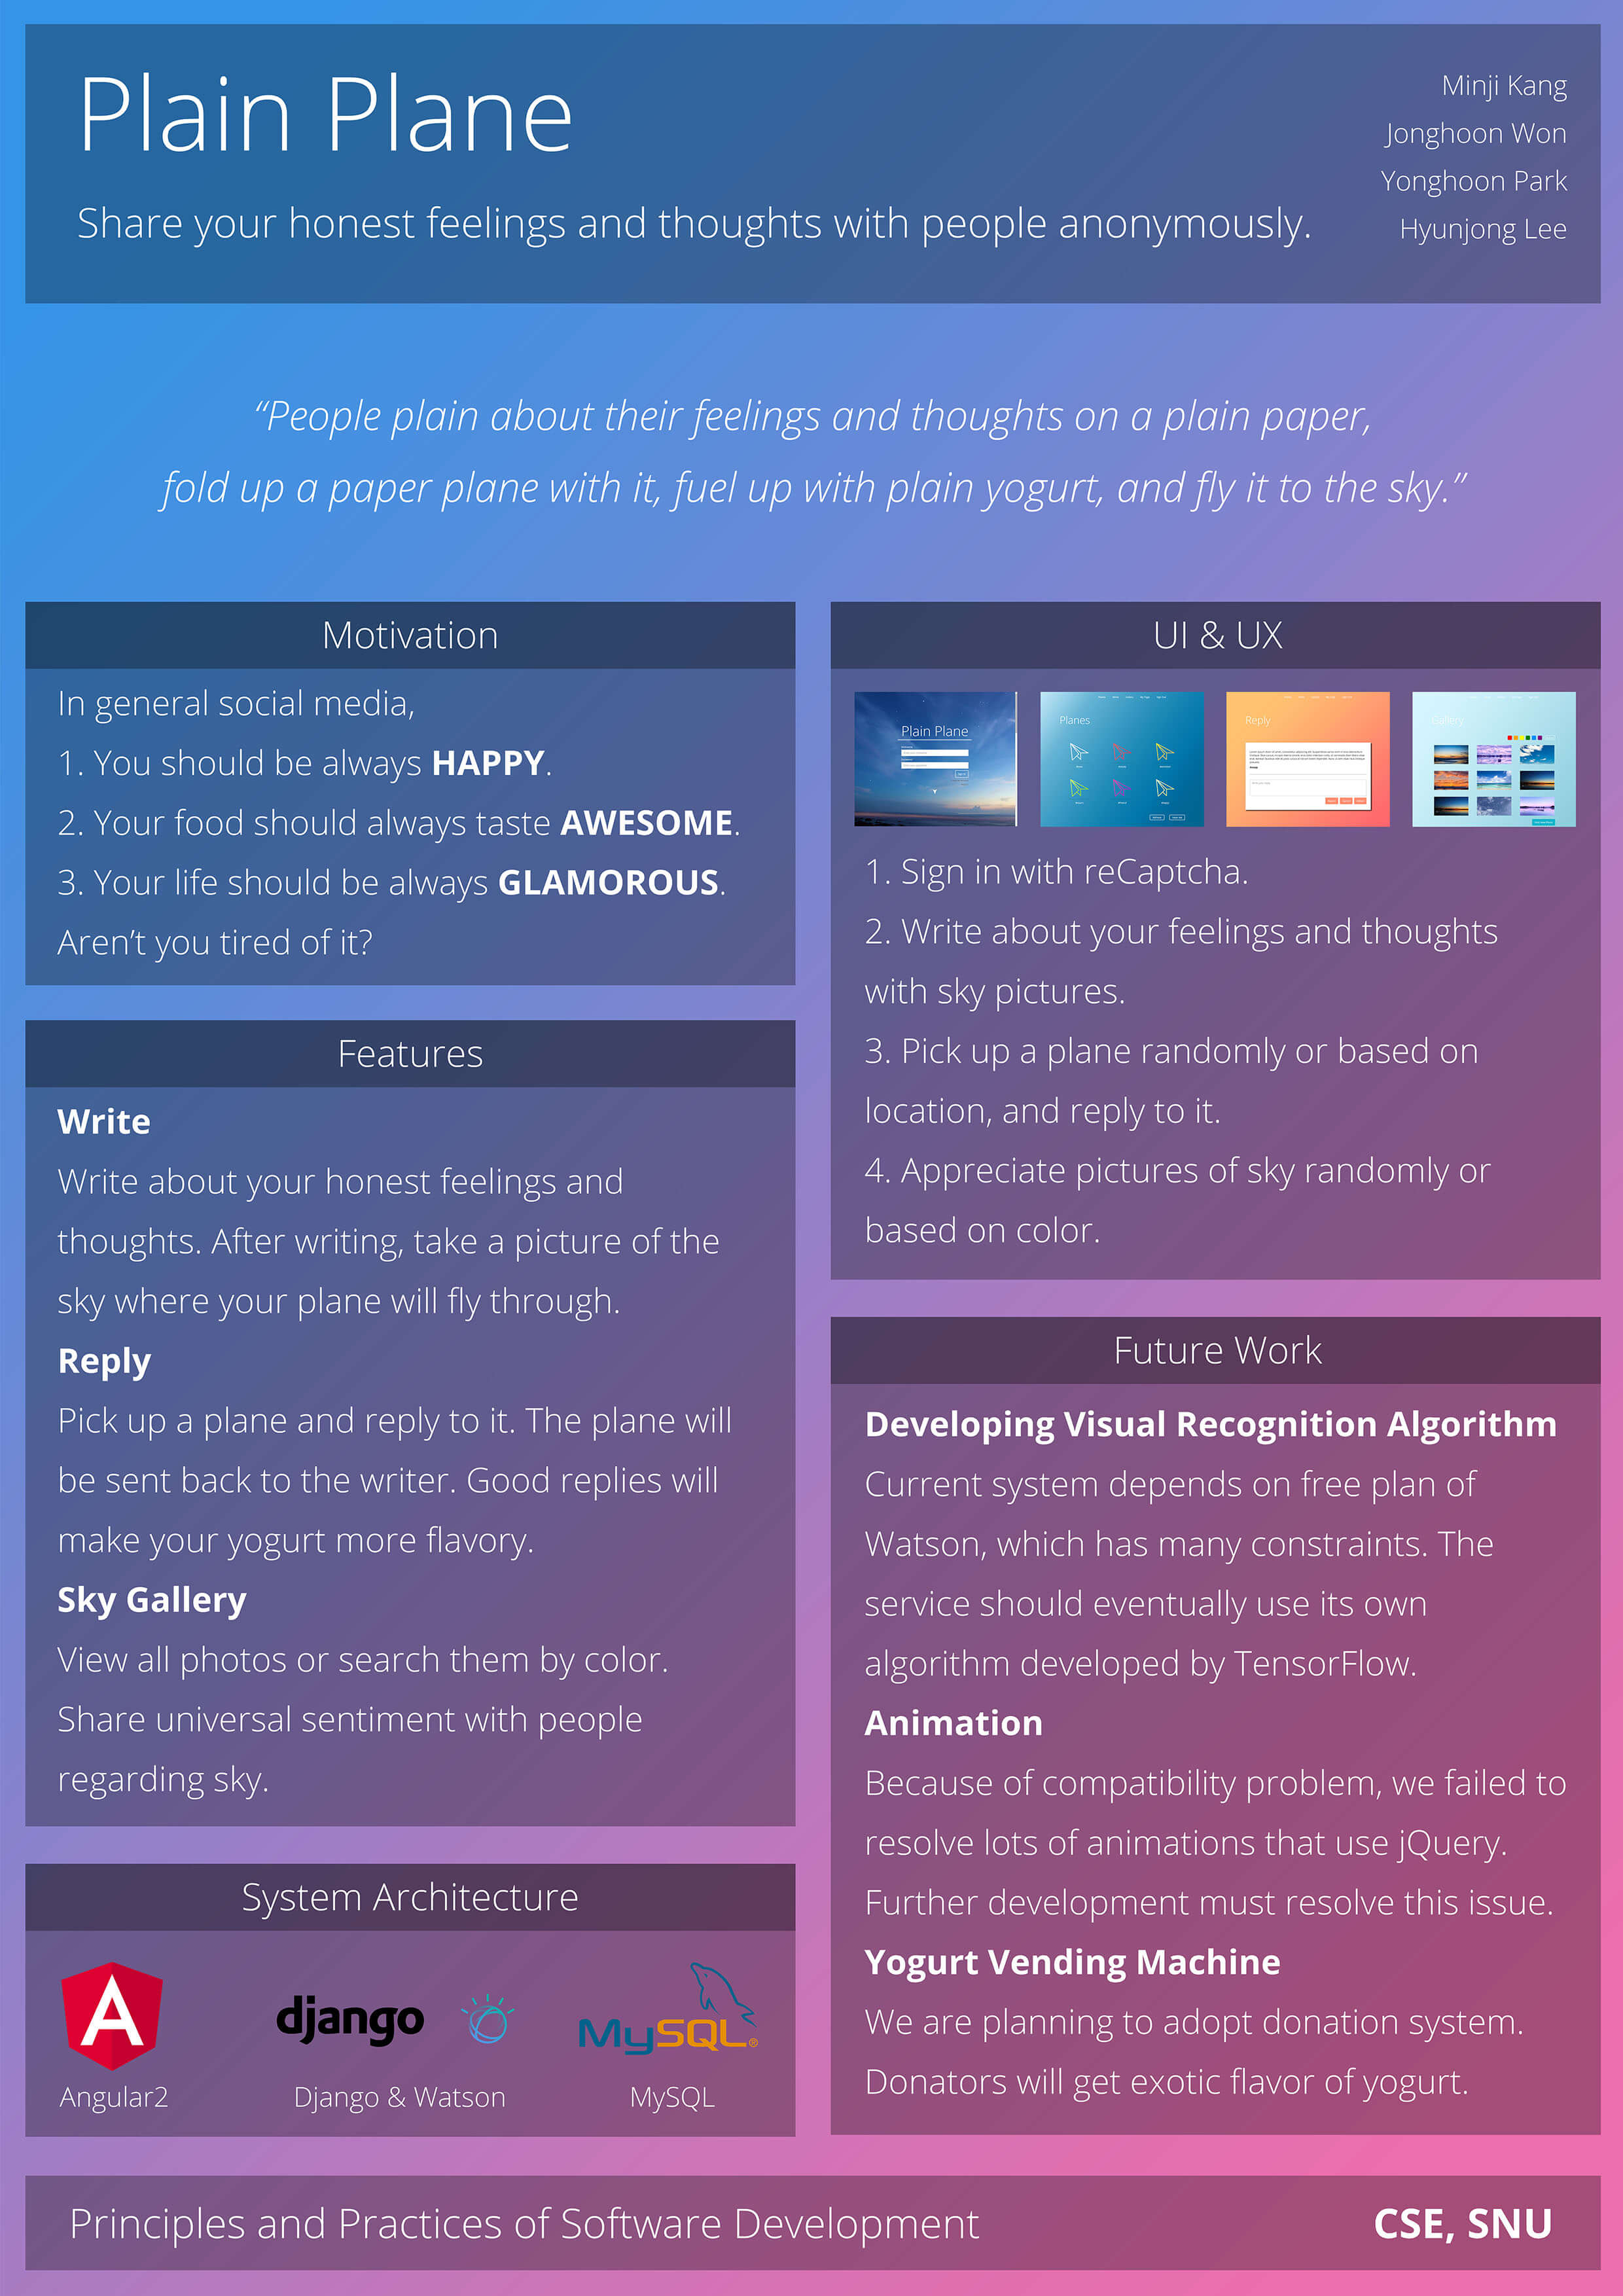 Plain Plane
Share your honest feelings and thoughts with people anonymously.
Minji Kang
Jonghoon Won
Yonghoon Park
Hyunjong Lee
“People plain about their feelings and thoughts on a plain paper,
fold up a paper plane with it, fuel up with plain yogurt, and fly it to the sky.”
Motivation
In general social media,
1. You should be always HAPPY.
2. Your food should always taste AWESOME.
3. Your life should be always GLAMOROUS.
Aren’t you tired of it?
Features
Write
Write about your honest feelings and
thoughts. After writing, take a picture of the
sky where your plane will fly through.
Reply
Pick up a plane and reply to it. The plane will
be sent back to the writer. Good replies will
make your yogurt more flavory.
Sky Gallery
View all photos or search them by color.
Share universal sentiment with people
regarding sky.
System Architecture
django
MySQL®
Angular2
Django & Watson
MySQL
UI & UX
Plain Plane
Planes
Reply
Gallery
1. Sign in with reCaptcha.
2. Write about your feelings and thoughts
with sky pictures.
3. Pick up a plane randomly or based on
location, and reply to it.
4. Appreciate pictures of sky randomly or
based on color.
Future Work
Developing Visual Recognition Algorithm
Current system depends on free plan of
Watson, which has many constraints. The
service should eventually use its own
algorithm developed by TensorFlow.
Animation
Because of compatibility problem, we failed to
resolve lots of animations that use jQuery.
Further development must resolve this issue.
Yogurt Vending Machine
We are planning to adopt donation system.
Donators will get exotic flavor of yogurt.
Principles and Practices of Software Development
CSE, SNU